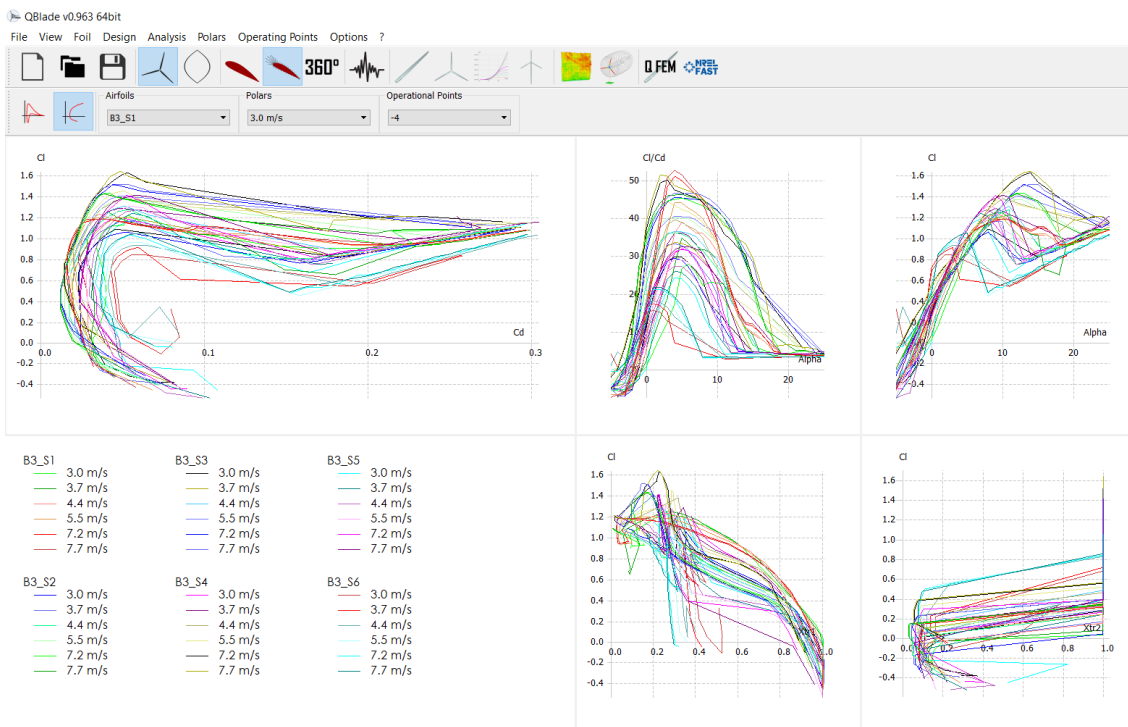 QBlade v0.963 64bit
File View Foil Design Analysis Polars Operating Points Options ?
360° Q FEM NREL FAST
Airfoils Polars Operational Points
B3_S1 3.0 m/s -4
Cl
1.6
1.4
1.2
1.0
0.8
0.6
0.4
0.2
0.0
-0.2
-0.4
Cd
0.0 0.1 0.2 0.3
Cl/Cd
50
40
30
20
10
Alpha
0 10 20
Cl
1.6
1.4
1.2
1.0
0.8
0.6
0.4
0.2
0.0
0.4
Alpha
0 10 20
B3_S1 B3_S3 B3_S5
3.0 m/s 3.0 m/s 3.0 m/s
3.7 m/s 3.7 m/s 3.7 m/s
4.4 m/s 4.4 m/s 4.4 m/s
5.5 m/s 5.5 m/s 5.5 m/s
7.2 m/s 7.2 m/s 7.2 m/s
7.7 m/s 7.7 m/s 7.7 m/s
B3_S2 B3_S4 B3_S6
3.0 m/s 3.0 m/s 3.0 m/s
3.7 m/s 3.7 m/s 3.7 m/s
4.4 m/s 4.4 m/s 4.4 m/s
5.5 m/s 5.5 m/s 5.5 m/s
7.2 m/s 7.2 m/s 7.2 m/s
7.7 m/s 7.7 m/s 7.7 m/s
Cl
1.6
1.4
1.2
1.0
0.8
0.6
0.4
0.2
0.0
-0.2
-0.4
Xtr1
0.0 0.2 0.4 0.6 0.8 1.0
Cl
1.6
1.4
1.2
1.0
0.8
0.6
0.4
0.2
0.0
-0.2
-0.4
Xtr2
0.0 0.2 0.4 0.6 0.8 1.0